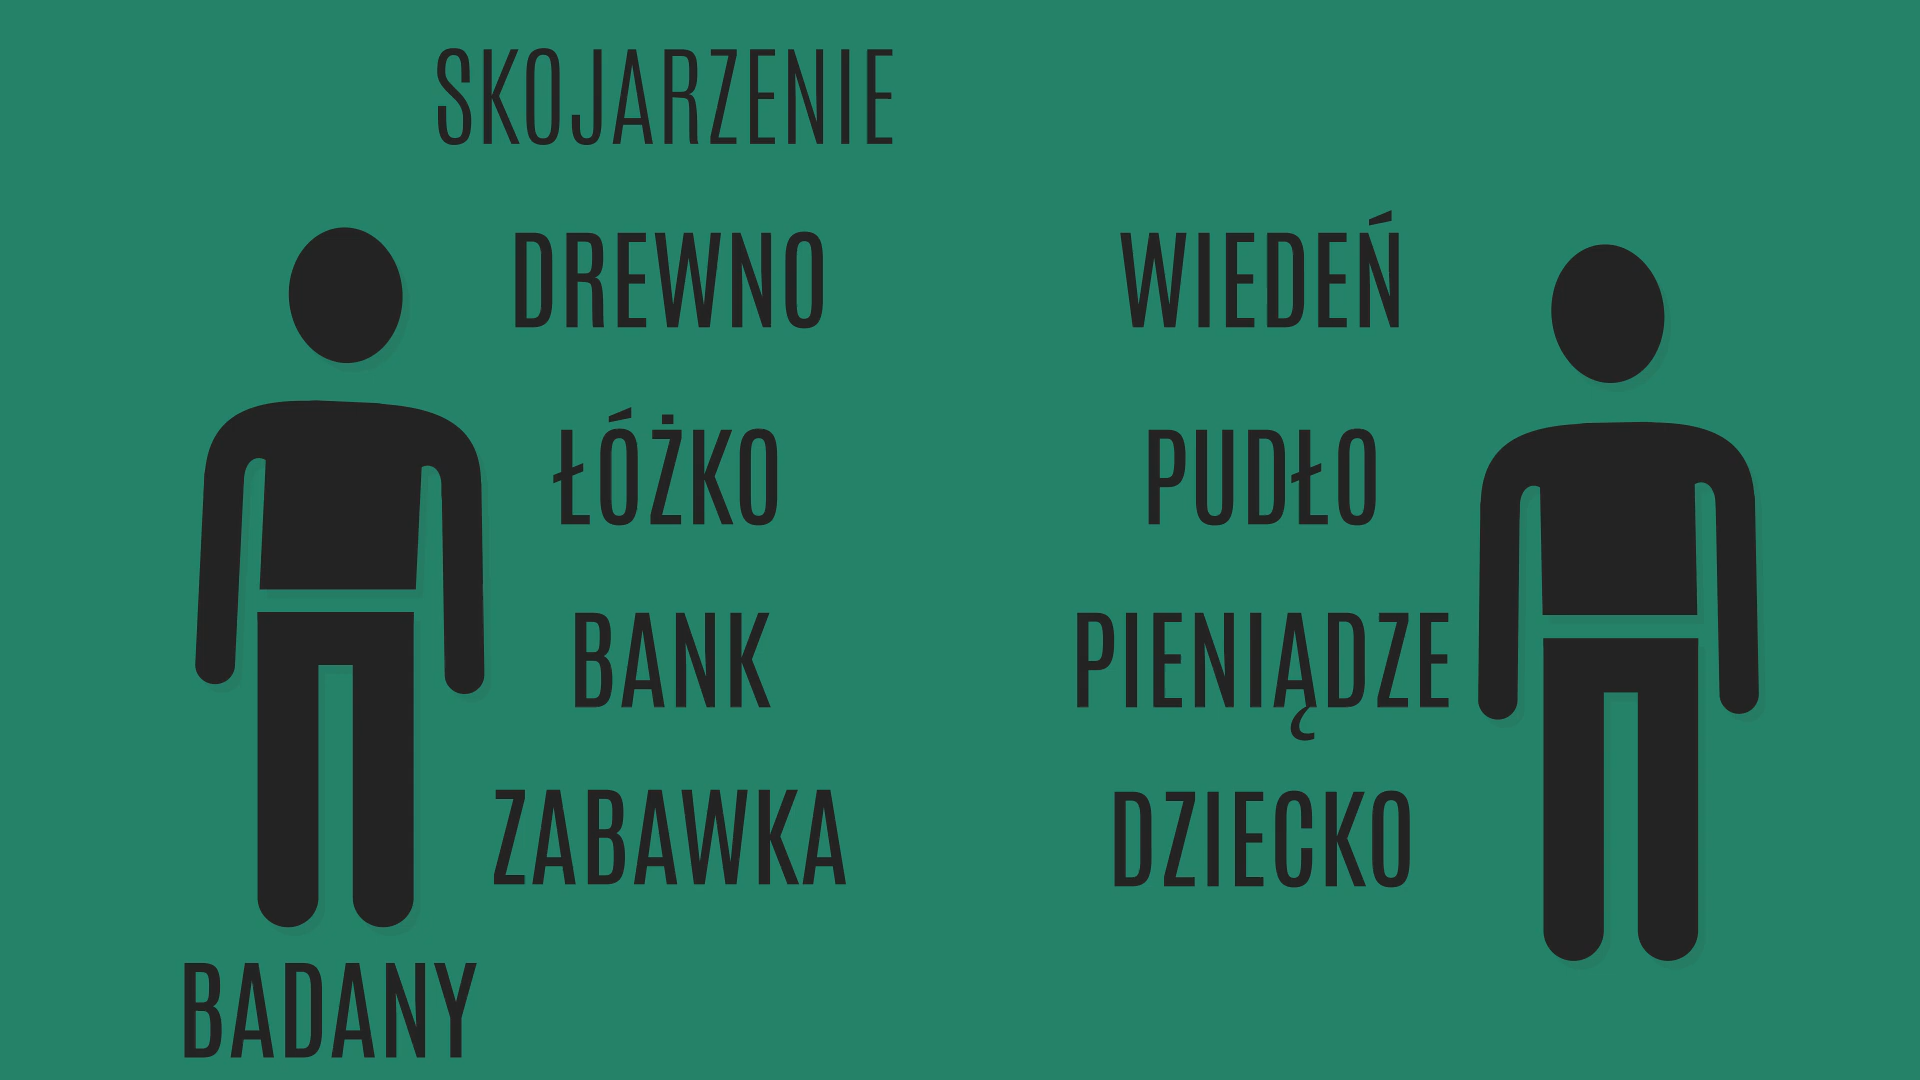 SKOJARZENIE
DREWNO WIEDEŃ
ŁÓŻKO PUDŁO
BANK PIENIĄDZE
ZABAWKA DZIECKO
BADANY